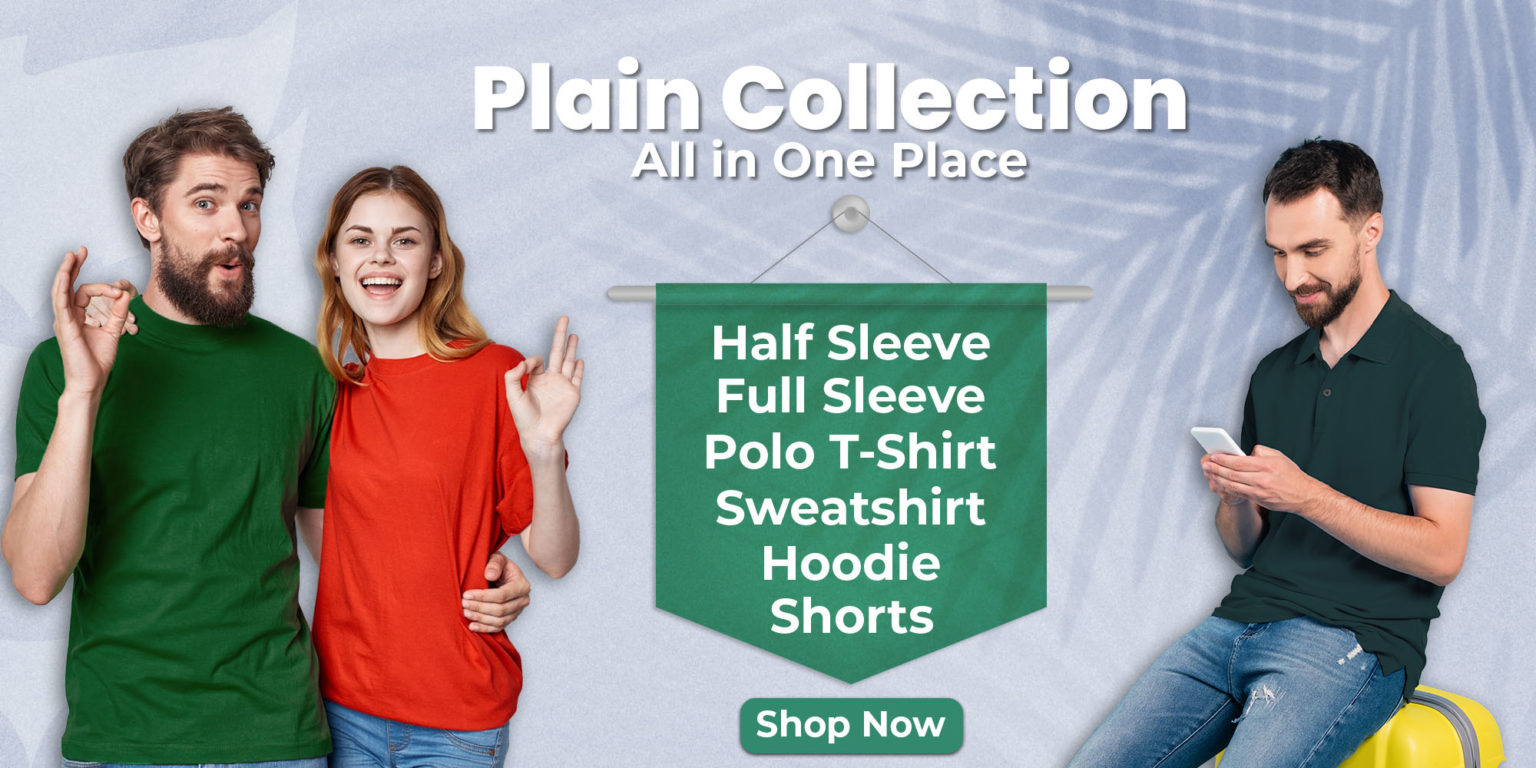 Plain Collection
All in One Place
Half Sleeve
Full Sleeve
Polo T-Shirt
Sweatshirt
Hoodie
Shorts
Shop Now